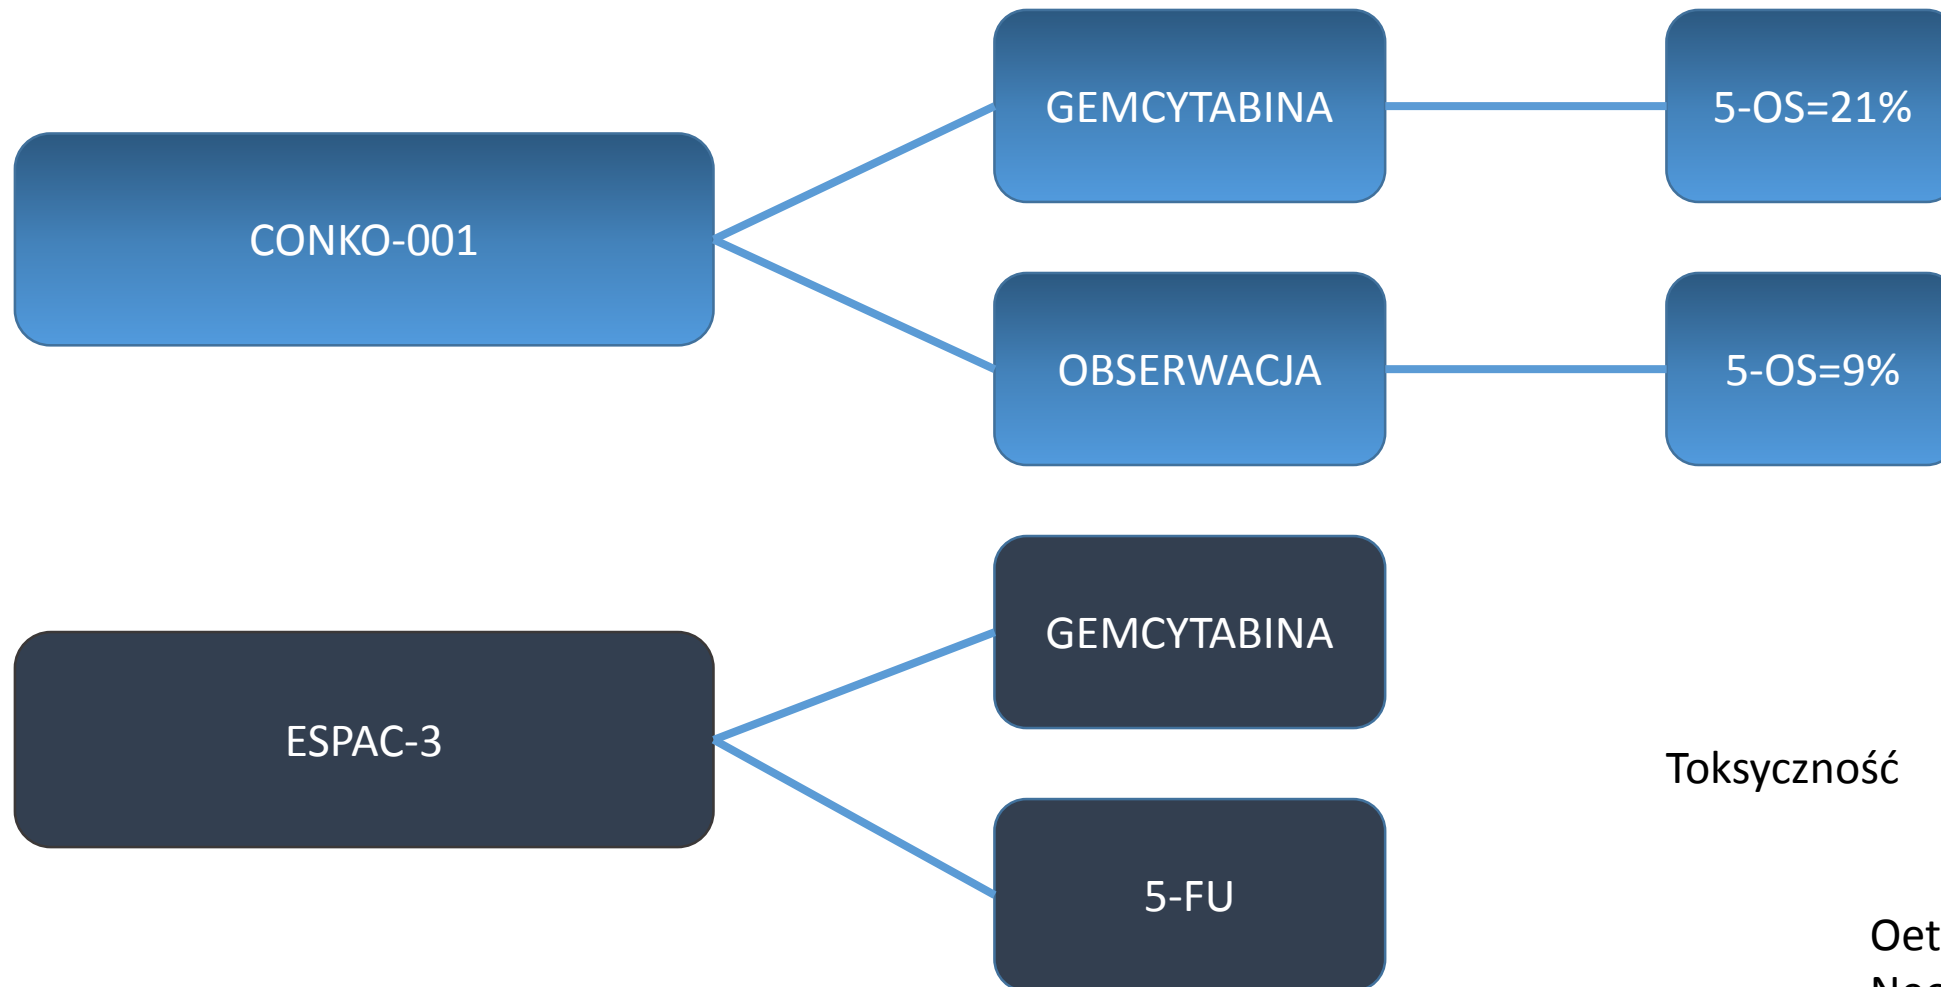 CONKO-001
GEMCYTABINA
5-OS=21%
OBSERWACJA
5-OS=9%
ESPAC-3
GEMCYTABINA
5-FU
Toksyczność
Oet